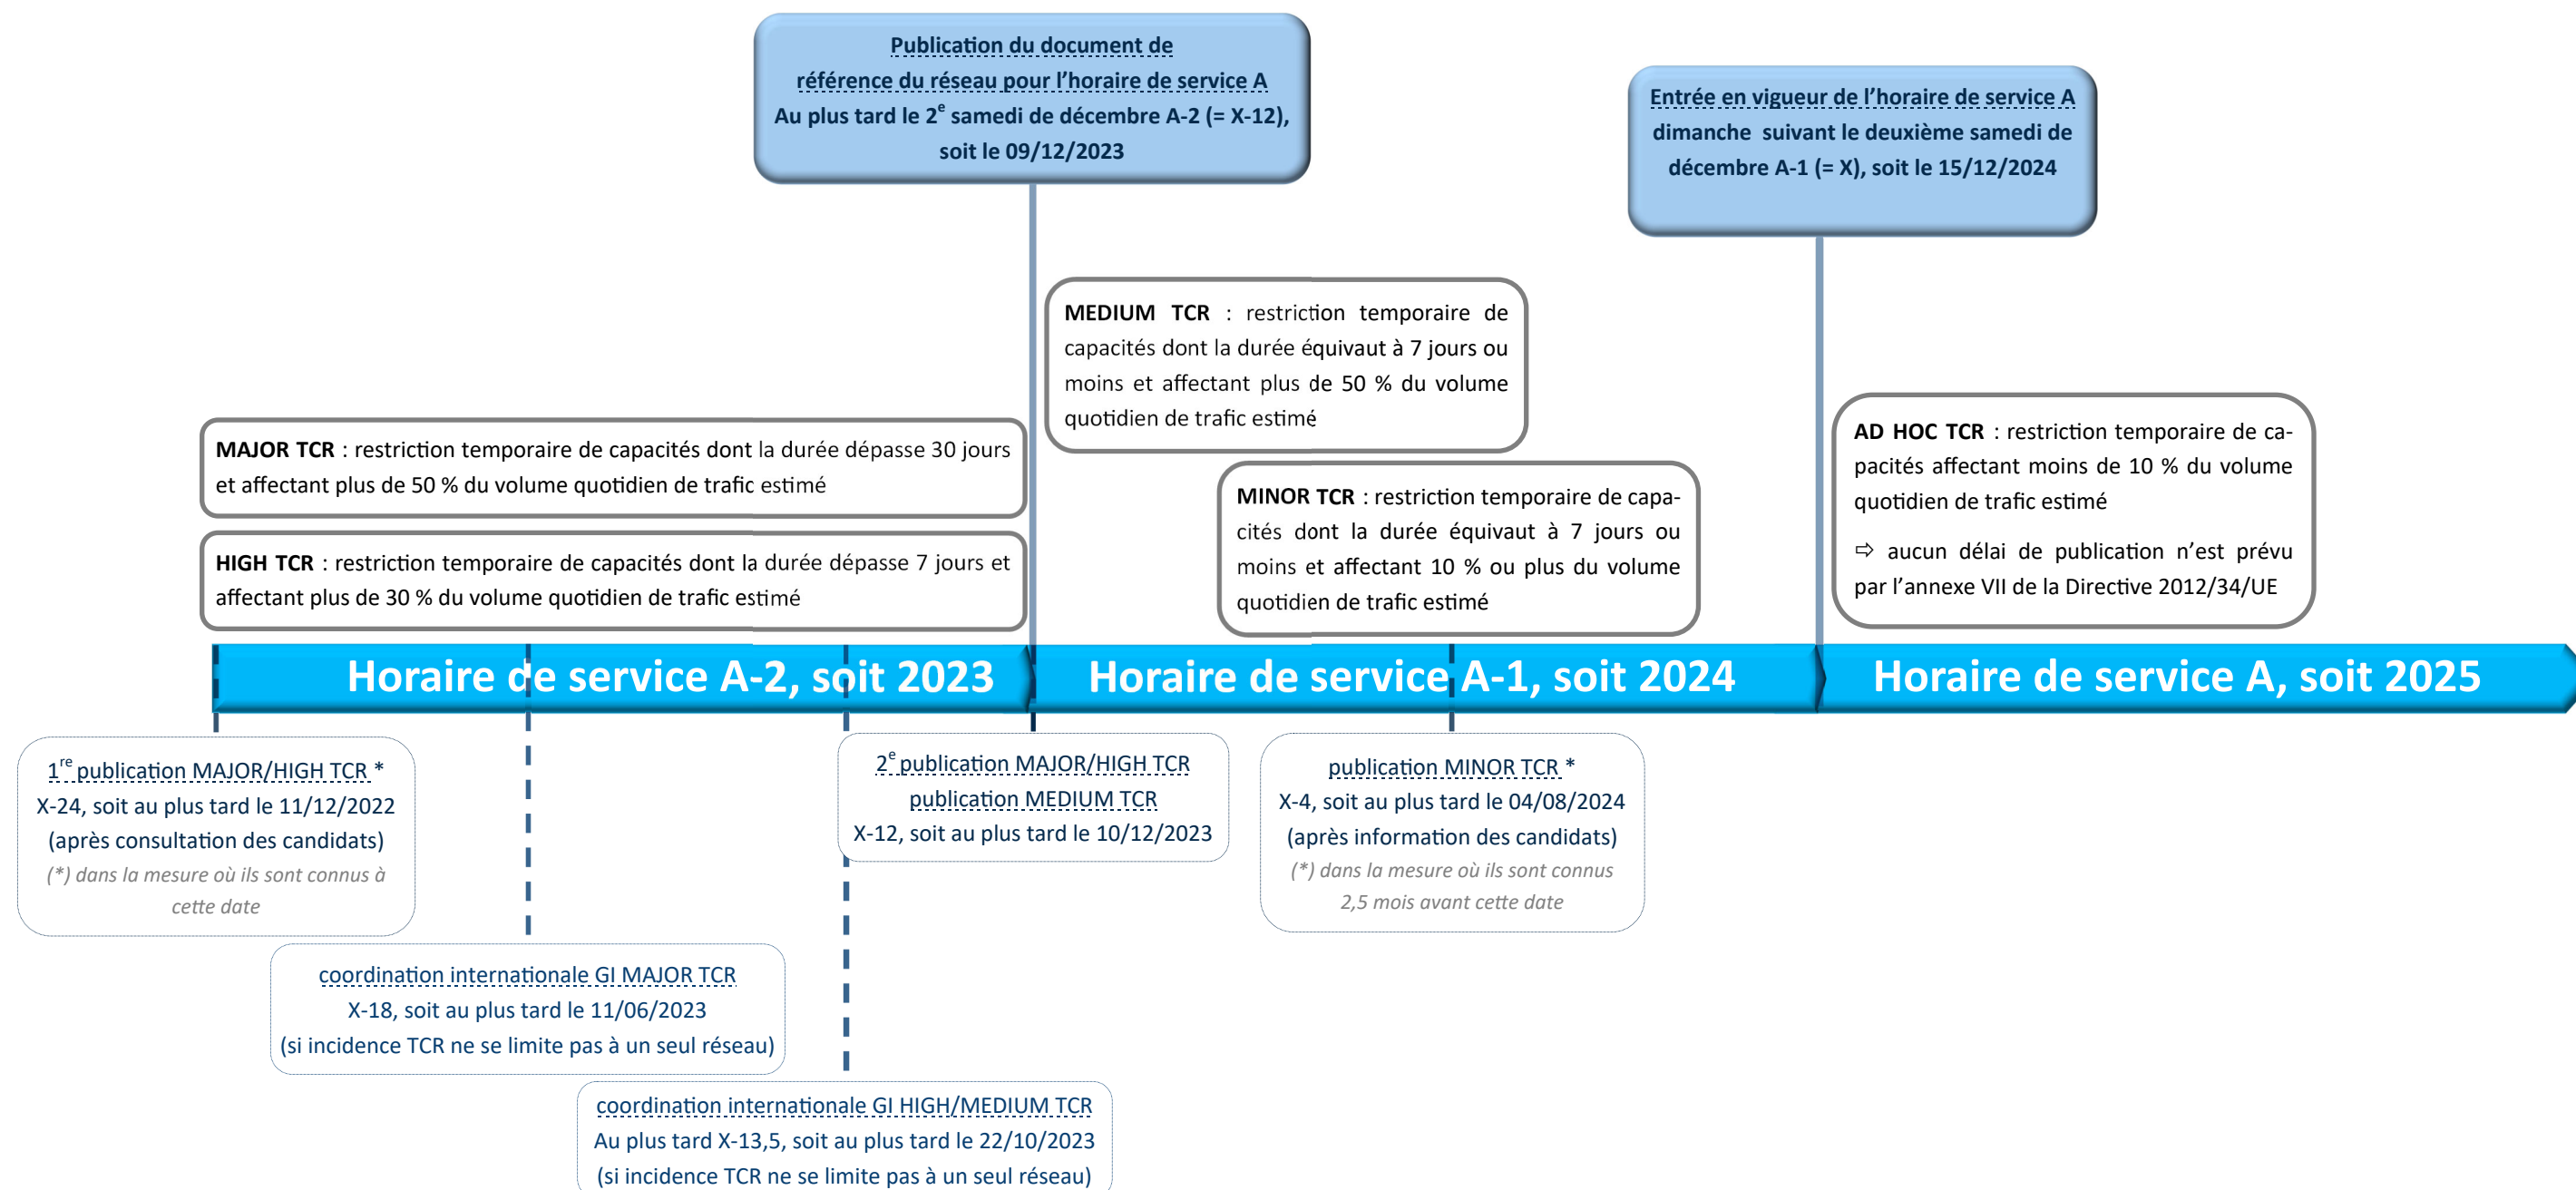 Publication du document de
référence du réseau pour l’horaire de service A
Au plus tard le 2e samedi de décembre A-2 (= X-12),
soit le 09/12/2023
Entrée en vigueur de l’horaire de service A
dimanche suivant le deuxième samedi de
décembre A-1 (= X), soit le 15/12/2024
MEDIUM TCR : restriction temporaire de
capacités dont la durée équivaut à 7 jours ou
moins et affectant plus de 50 % du volume
quotidien de trafic estimé
MAJOR TCR : restriction temporaire de capacités dont la durée dépasse 30 jours
et affectant plus de 50 % du volume quotidien de trafic estimé
HIGH TCR : restriction temporaire de capacités dont la durée dépasse 7 jours et
affectant plus de 30 % du volume quotidien de trafic estimé
MINOR TCR : restriction temporaire de capa-
cités dont la durée équivaut à 7 jours ou
moins et affectant 10 % ou plus du volume
quotidien de trafic estimé
AD HOC TCR : restriction temporaire de ca-
pacités affectant moins de 10 % du volume
quotidien de trafic estimé
⇨ aucun délai de publication n’est prévu
par l’annexe VII de la Directive 2012/34/UE
Horaire de service A-2, soit 2023
Horaire de service A-1, soit 2024
Horaire de service A, soit 2025
1re publication MAJOR/HIGH TCR *
X-24, soit au plus tard le 11/12/2022
(après consultation des candidats)
(*) dans la mesure où ils sont connus à
cette date
2e publication MAJOR/HIGH TCR
publication MEDIUM TCR
X-12, soit au plus tard le 10/12/2023
publication MINOR TCR *
X-4, soit au plus tard le 04/08/2024
(après information des candidats)
(*) dans la mesure où ils sont connus
2,5 mois avant cette date
coordination internationale GI MAJOR TCR
X-18, soit au plus tard le 11/06/2023
(si incidence TCR ne se limite pas à un seul réseau)
coordination internationale GI HIGH/MEDIUM TCR
Au plus tard X-13,5, soit au plus tard le 22/10/2023
(si incidence TCR ne se limite pas à un seul réseau)